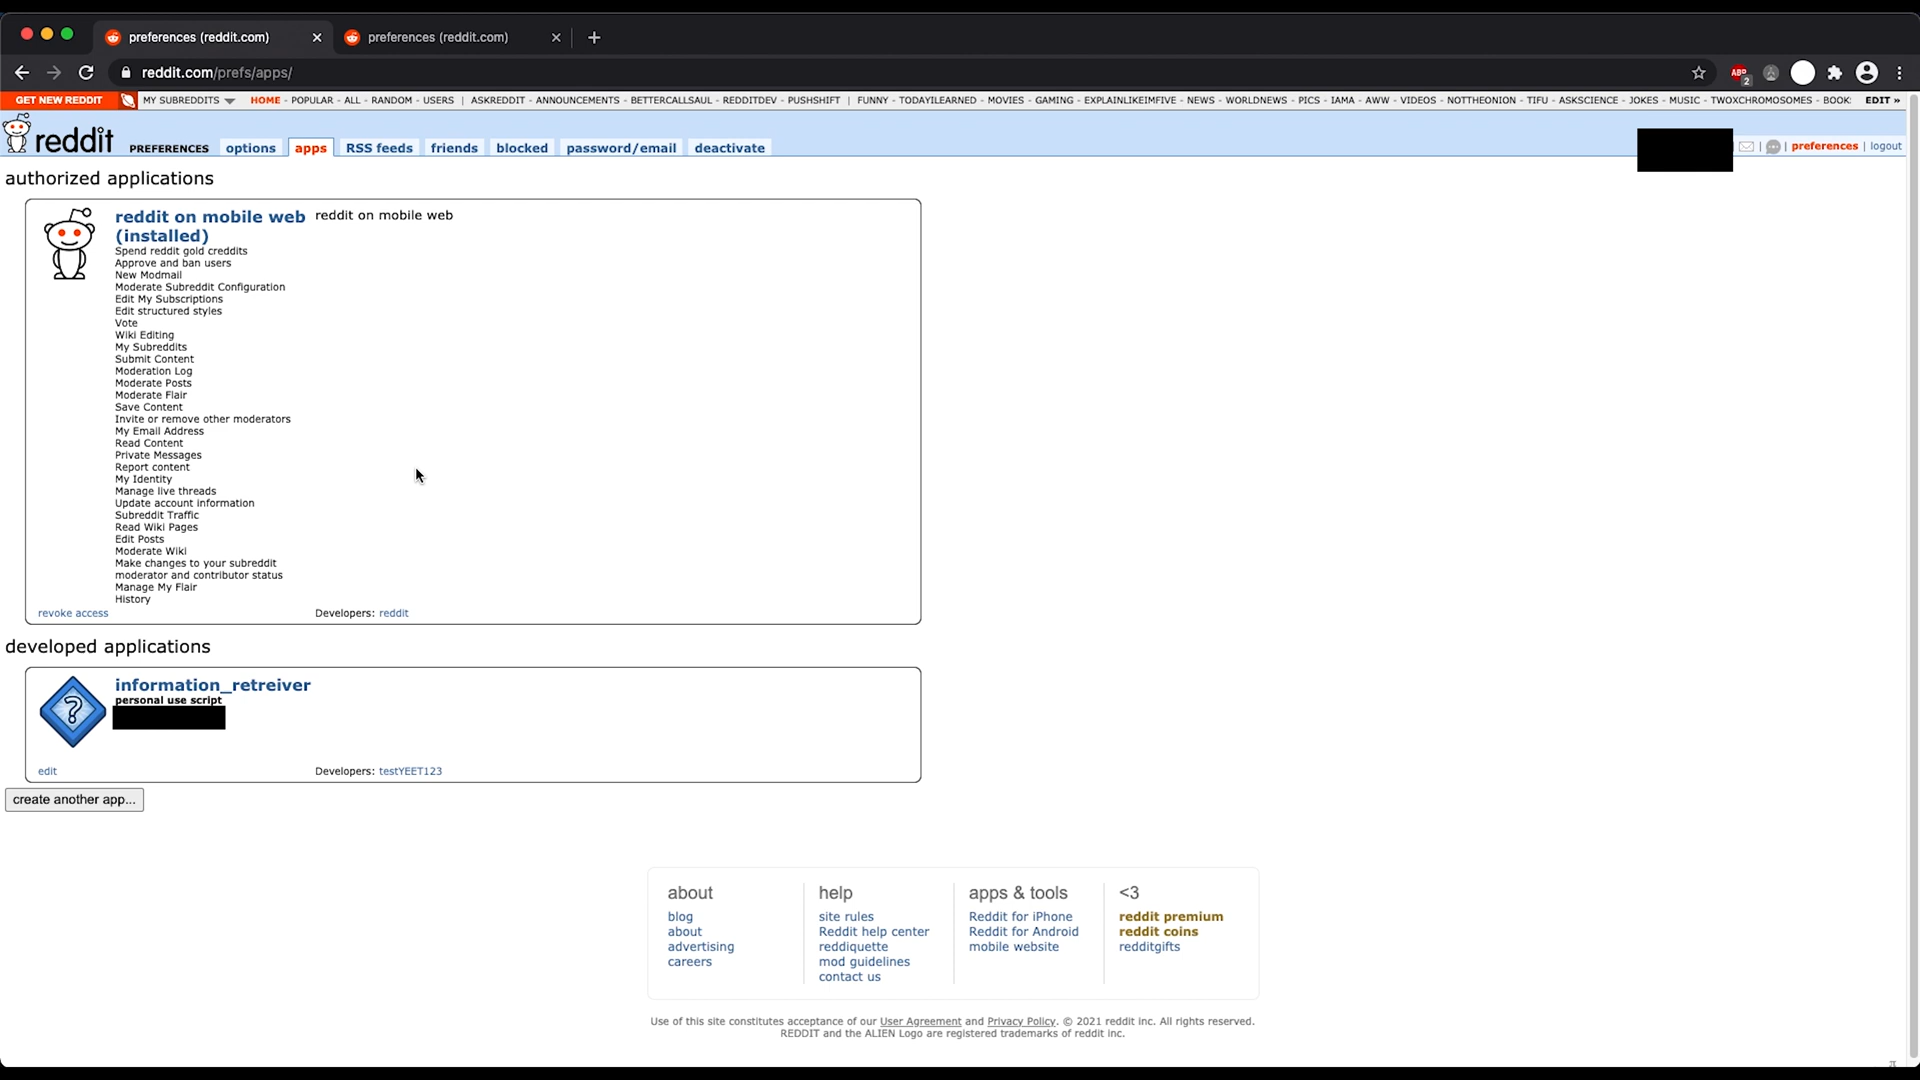 preferences (reddit.com)
preferences (reddit.com)
reddit.com/prefs/apps/
ABP
2
GET NEW REDDIT MY SUBREDDITS HOME - POPULAR - ALL - RANDOM - USERS | ASKREDDIT - ANNOUNCEMENTS - BETTERCALLSAUL - REDDITDEV - PUSHSHIFT | FUNNY - TODAYILEARNED - MOVIES - GAMING - EXPLAINLIKEIMFIVE - NEWS - WORLDNEWS - PICS - IAMA - AWW - VIDEOS - NOTTHEONION - TIFU - ASKSCIENCE - JOKES - MUSIC - TWOXCHROMOSOMES - BOOK: EDIT »
reddit PREFERENCES options apps RSS feeds friends blocked password/email deactivate
| | preferences | logout
authorized applications
reddit on mobile web
(installed)
reddit on mobile web
Spend reddit gold creddits
Approve and ban users
New Modmail
Moderate Subreddit Configuration
Edit My Subscriptions
Edit structured styles
Vote
Wiki Editing
My Subreddits
Submit Content
Moderation Log
Moderate Posts
Moderate Flair
Save Content
Invite or remove other moderators
My Email Address
Read Content
Private Messages
Report content
My Identity
Manage live threads
Update account information
Subreddit Traffic
Read Wiki Pages
Edit Posts
Moderate Wiki
Make changes to your subreddit
moderator and contributor status
Manage My Flair
History
revoke access
Developers: reddit
developed applications
?
information_retreiver
personal use script
edit
Developers: testYEET123
create another app...
about
blog
about
advertising
careers
help
site rules
Reddit help center
reddiquette
mod guidelines
contact us
apps & tools
Reddit for iPhone
Reddit for Android
mobile website
<3
reddit premium
reddit coins
redditgifts
Use of this site constitutes acceptance of our User Agreement and Privacy Policy. © 2021 reddit inc. All rights reserved.
REDDIT and the ALIEN Logo are registered trademarks of reddit inc.
π